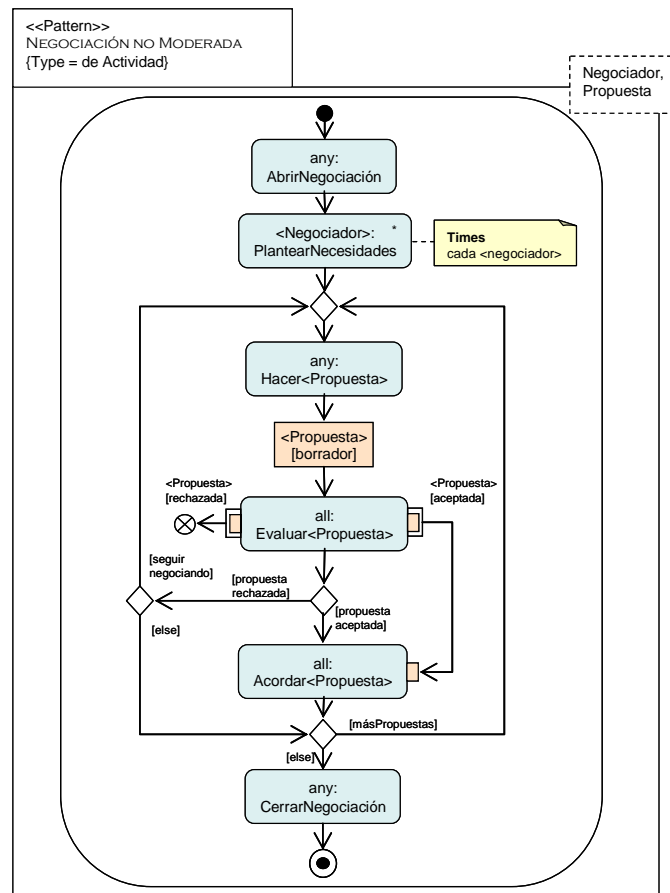 <<Pattern>>
NEGOCIACIÓN NO MODERADA
{Type = de Actividad}
Negociador,
Propuesta
any:
AbrirNegociación
<Negociador>: *
PlantearNecesidades
Times
cada <negociador>
any:
Hacer<Propuesta>
<Propuesta>
[borrador]
<Propuesta>
[rechazada]
<Propuesta>
[aceptada]
all:
Evaluar<Propuesta>
[seguir
negociando]
[propuesta
rechazada]
[propuesta
aceptada]
[else]
all:
Acordar<Propuesta>
[másPropuestas]
[else]
any:
CerrarNegociación